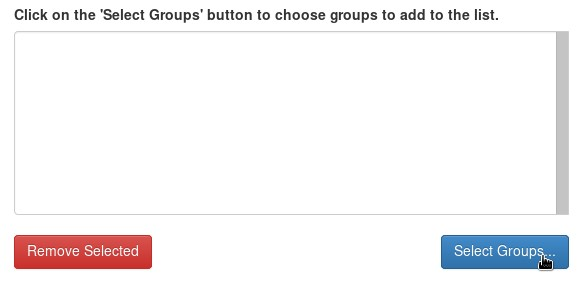 Click on the 'Select Groups' button to choose groups to add to the list.
Remove Selected
Select Groups...